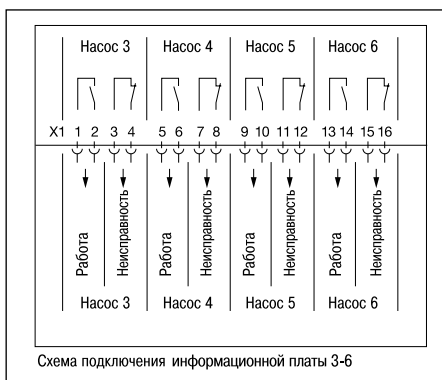 Насос 3 Насос 4 Насос 5 Насос 6
X1 1 2 3 4 5 6 7 8 9 10 11 12 13 14 15 16
Работа Неисправность Работа Неисправность Работа Неисправность Работа Неисправность
Насос 3 Насос 4 Насос 5 Насос 6
Схема подключения информационной платы 3-6